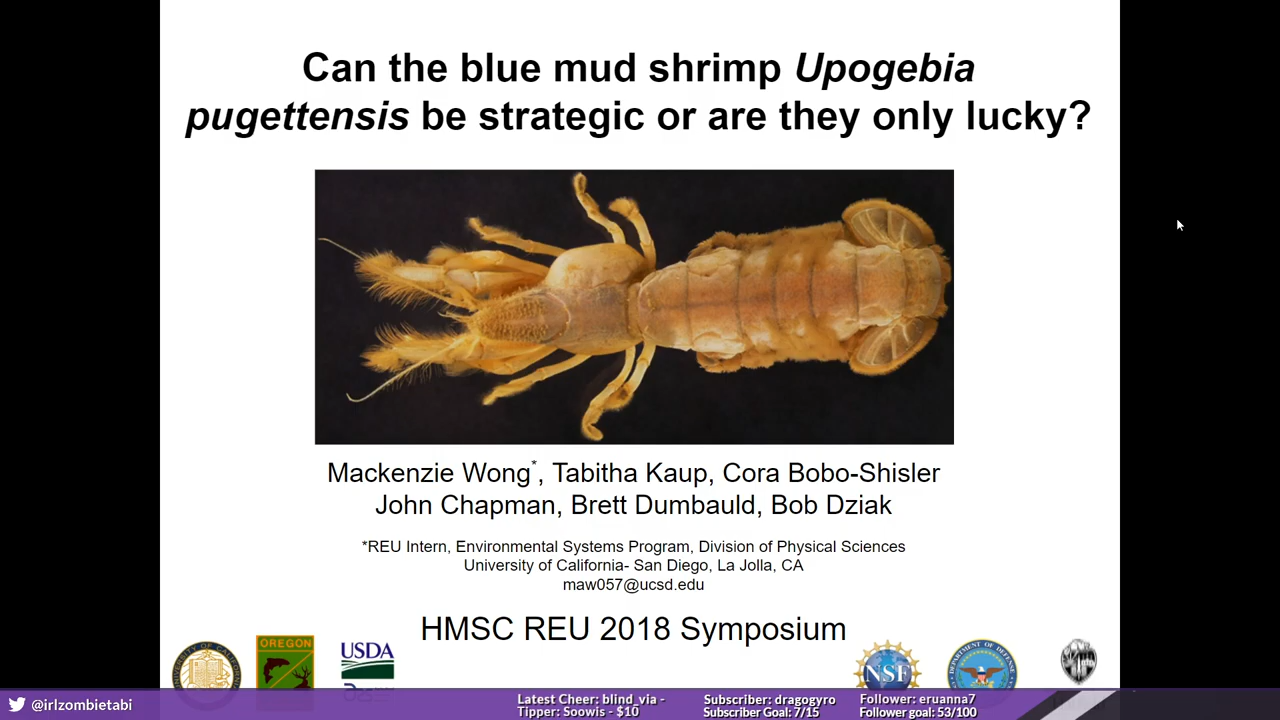 Can the blue mud shrimp Upogebia
pugettensis be strategic or are they only lucky?
Mackenzie Wong*, Tabitha Kaup, Cora Bobo-Shisler
John Chapman, Brett Dumbauld, Bob Dziak
*REU Intern, Environmental Systems Program, Division of Physical Sciences
University of California- San Diego, La Jolla, CA
maw057@ucsd.edu
HMSC REU 2018 Symposium
OREGON
USDA
NSF
@irlzombietabi
Latest Cheer: blind_via -
Tipper: Soowis - $10
Subscriber: dragogyro
Subscriber Goal: 7/15
Follower: eruanna7
Follower goal: 53/100